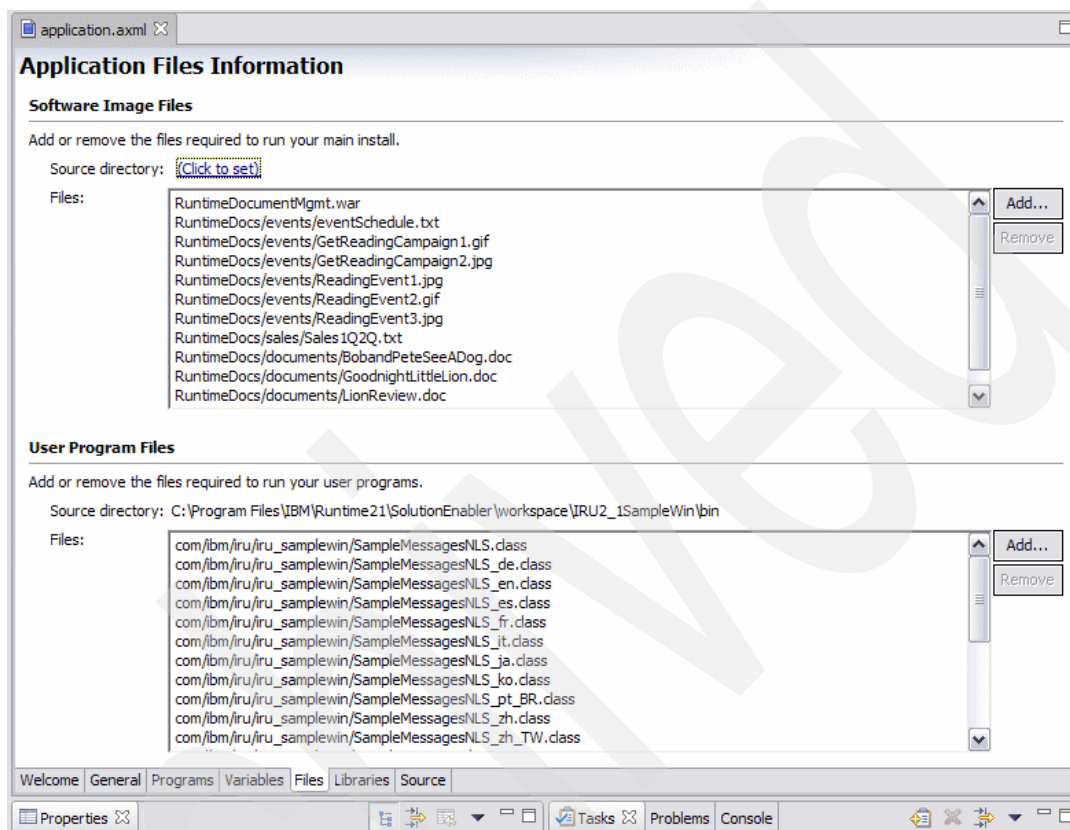 application.axml
Application Files Information
Software Image Files
Add or remove the files required to run your main install.
Source directory: (Click to set)
Files:
RuntimeDocumentMgmt.war
RuntimeDocs/events/eventSchedule.txt
RuntimeDocs/events/GetReadingCampaign1.gif
RuntimeDocs/events/GetReadingCampaign2.jpg
RuntimeDocs/events/ReadingEvent1.jpg
RuntimeDocs/events/ReadingEvent2.gif
RuntimeDocs/events/ReadingEvent3.jpg
RuntimeDocs/sales/Sales1Q2Q.txt
RuntimeDocs/documents/BobandPeteSeeADog.doc
RuntimeDocs/documents/GoodnightLittleLion.doc
RuntimeDocs/documents/LionReview.doc
Add...
Remove
User Program Files
Add or remove the files required to run your user programs.
Source directory: C:\Program Files\IBM\Runtime21\SolutionEnabler\workspace\IRU2_1SampleWin\bin
Files:
com/ibm/iru/iru_samplewin/SampleMessagesNLS.class
com/ibm/iru/iru_samplewin/SampleMessagesNLS_de.class
com/ibm/iru/iru_samplewin/SampleMessagesNLS_en.class
com/ibm/iru/iru_samplewin/SampleMessagesNLS_es.class
com/ibm/iru/iru_samplewin/SampleMessagesNLS_fr.class
com/ibm/iru/iru_samplewin/SampleMessagesNLS_it.class
com/ibm/iru/iru_samplewin/SampleMessagesNLS_ja.class
com/ibm/iru/iru_samplewin/SampleMessagesNLS_ko.class
com/ibm/iru/iru_samplewin/SampleMessagesNLS_pt_BR.class
com/ibm/iru/iru_samplewin/SampleMessagesNLS_zh.class
com/ibm/iru/iru_samplewin/SampleMessagesNLS_zh_TW.class
Add...
Remove
Welcome General Programs Variables Files Libraries Source
Properties Tasks Problems Console